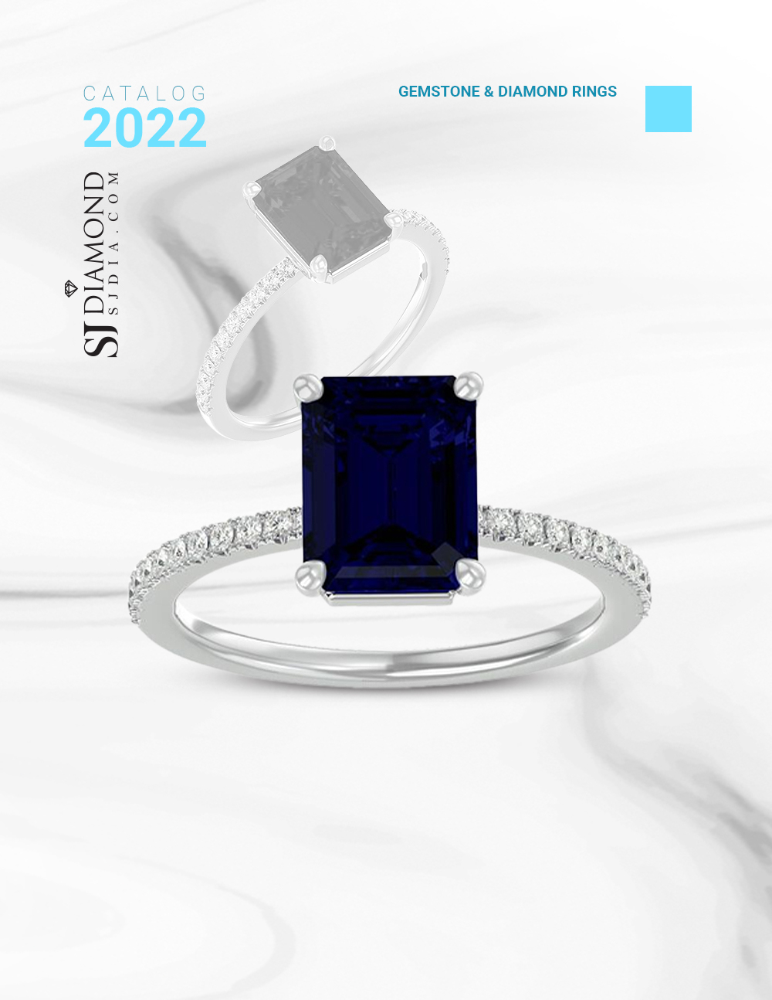 CATALOG
2022
GEMSTONE & DIAMOND RINGS
SJ DIAMOND
SJDIA.COM